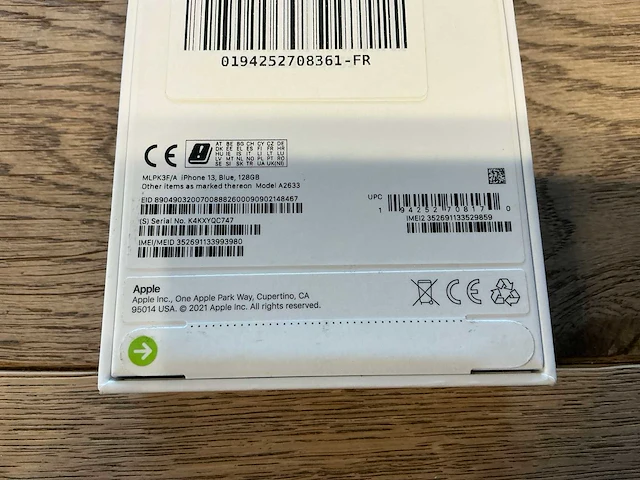 0194252708361-FR
CE
AT BE BG CH CY CZ DE
DK EE EL ES FI FR HR
HU IE IS IT LI LT LU
LV MT NL NO PL PT RO
SE SI SK TR UA UK(NI)
MLPK3F/A iPhone 13, Blue, 128GB
Other items as marked thereon Model A2633
EID 89049032007008882600090902148467
(S) Serial No. K4KXYQC747
IMEI/MEID 352691133993980
UPC
1 94252 70817 0
IMEI2 352691133529859
Apple
Apple Inc., One Apple Park Way, Cupertino, CA
95014 USA. © 2021 Apple Inc. All rights reserved.
CE